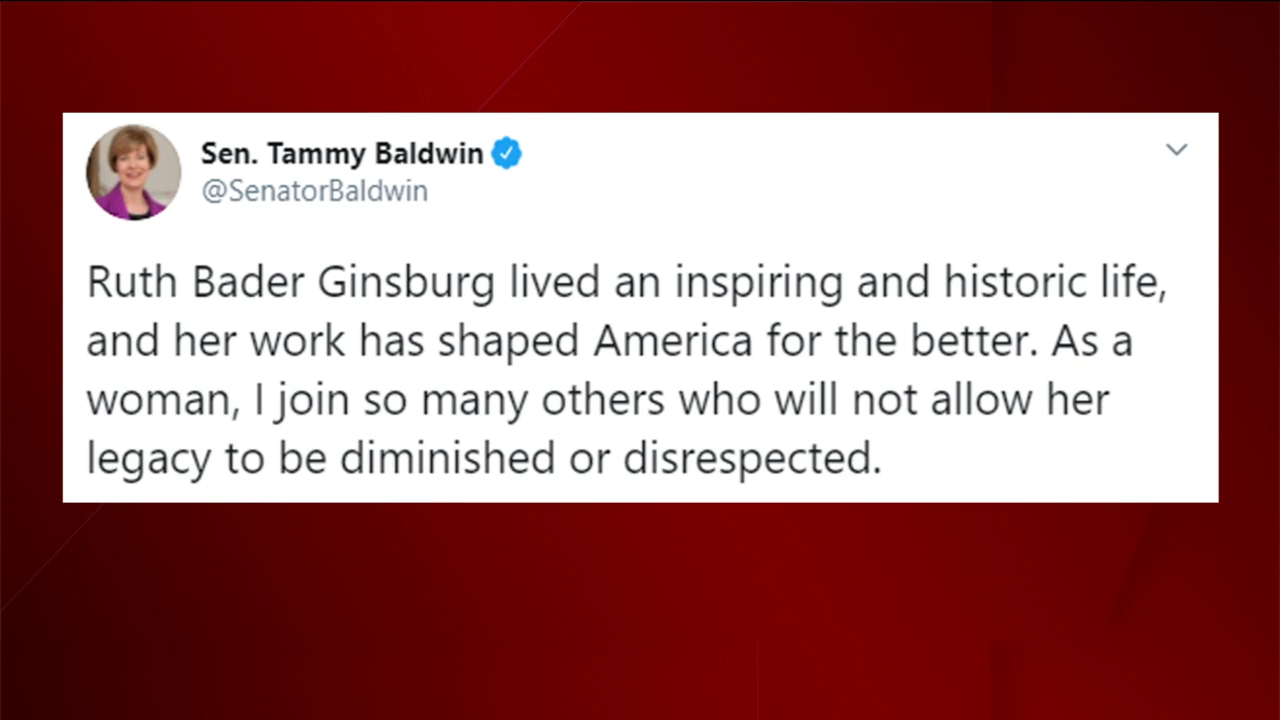 Sen. Tammy Baldwin
@SenatorBaldwin
Ruth Bader Ginsburg lived an inspiring and historic life,
and her work has shaped America for the better. As a
woman, I join so many others who will not allow her
legacy to be diminished or disrespected.